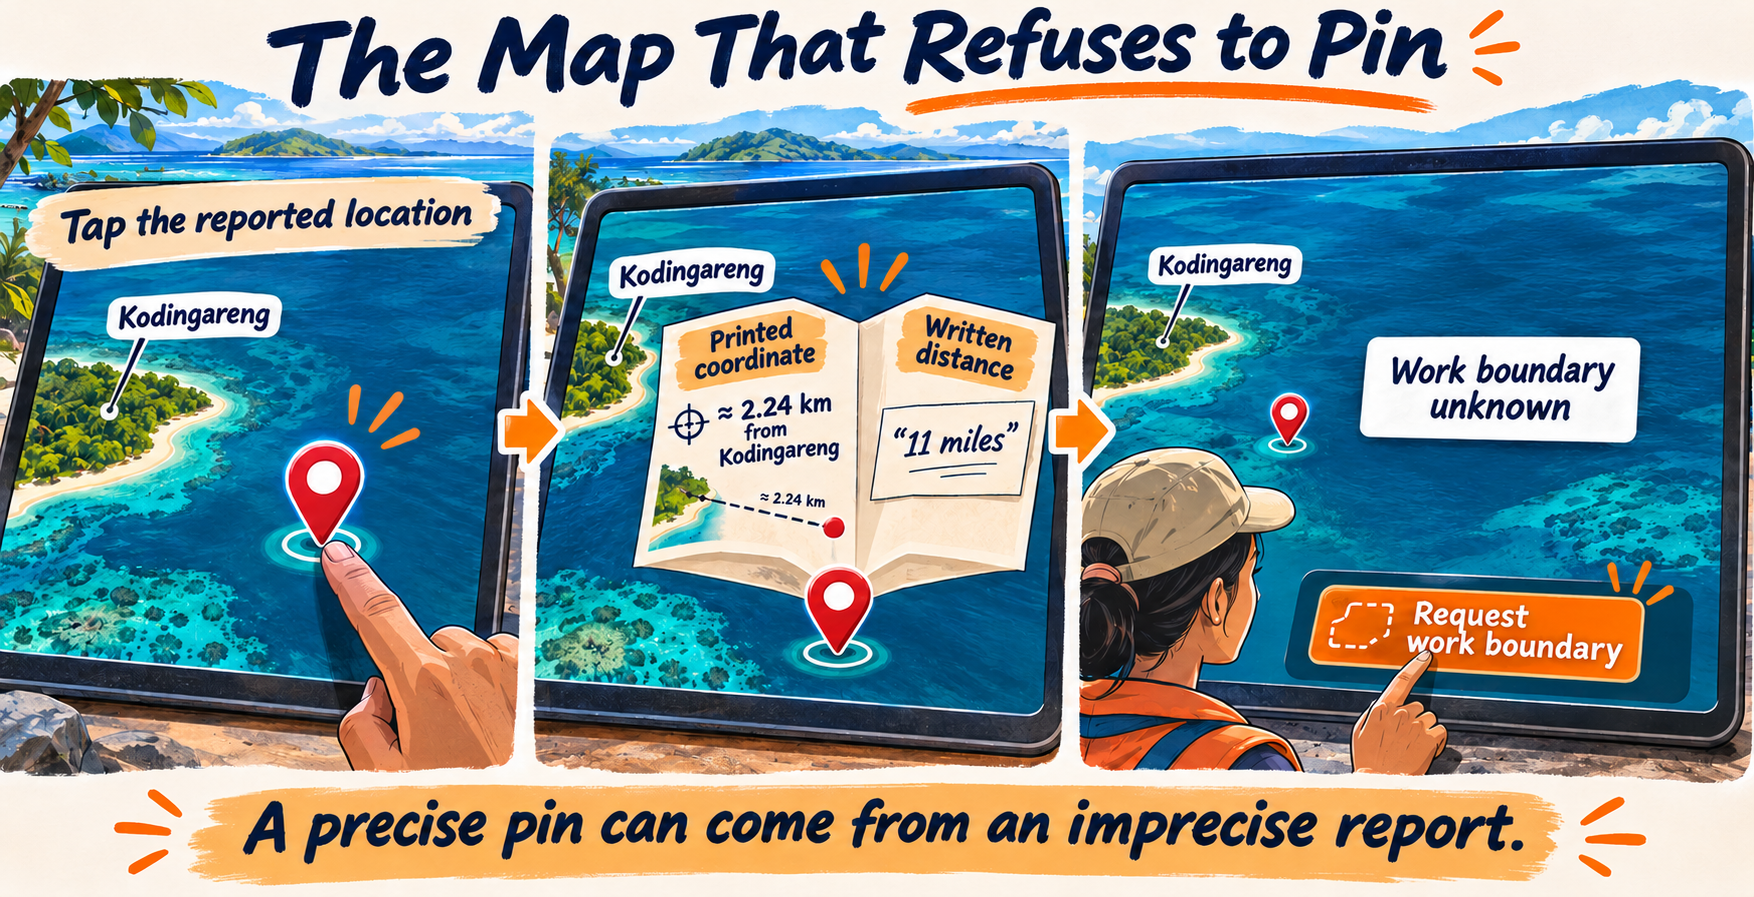 The Map That Refuses to Pin
Tap the reported location
Kodingareng
Kodingareng
Printed
coordinate
≈ 2.24 km
from
Kodingareng
≈ 2.24 km
Written
distance
“11 miles”
Kodingareng
Work boundary
unknown
Request
work boundary
A precise pin can come from an imprecise report.